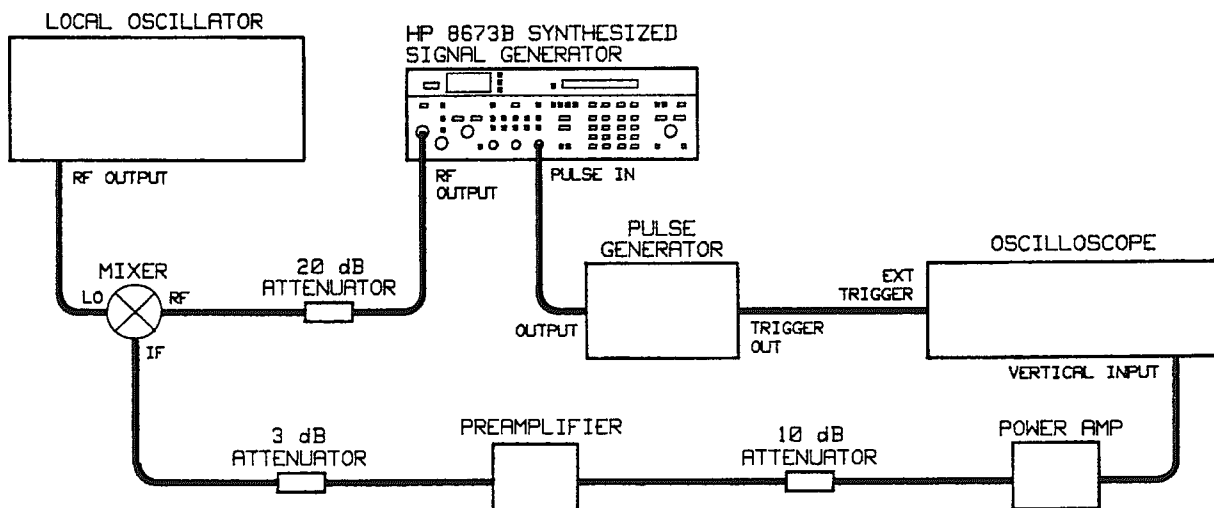 LOCAL OSCILLATOR
HP 8673B SYNTHESIZED
SIGNAL GENERATOR
RF OUTPUT
RF
OUTPUT
PULSE IN
PULSE
GENERATOR
OSCILLOSCOPE
MIXER
20 dB
ATTENUATOR
EXT
TRIGGER
LO
RF
OUTPUT
TRIGGER
OUT
IF
VERTICAL INPUT
3 dB
ATTENUATOR
PREAMPLIFIER
10 dB
ATTENUATOR
POWER AMP